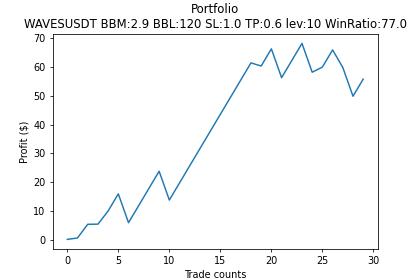 Portfolio
WAVESUSDT BBM:2.9 BBL:120 SL:1.0 TP:0.6 lev:10 WinRatio:77.0
Profit ($)
70
60
50
40
30
20
10
0
0 5 10 15 20 25 30
Trade counts